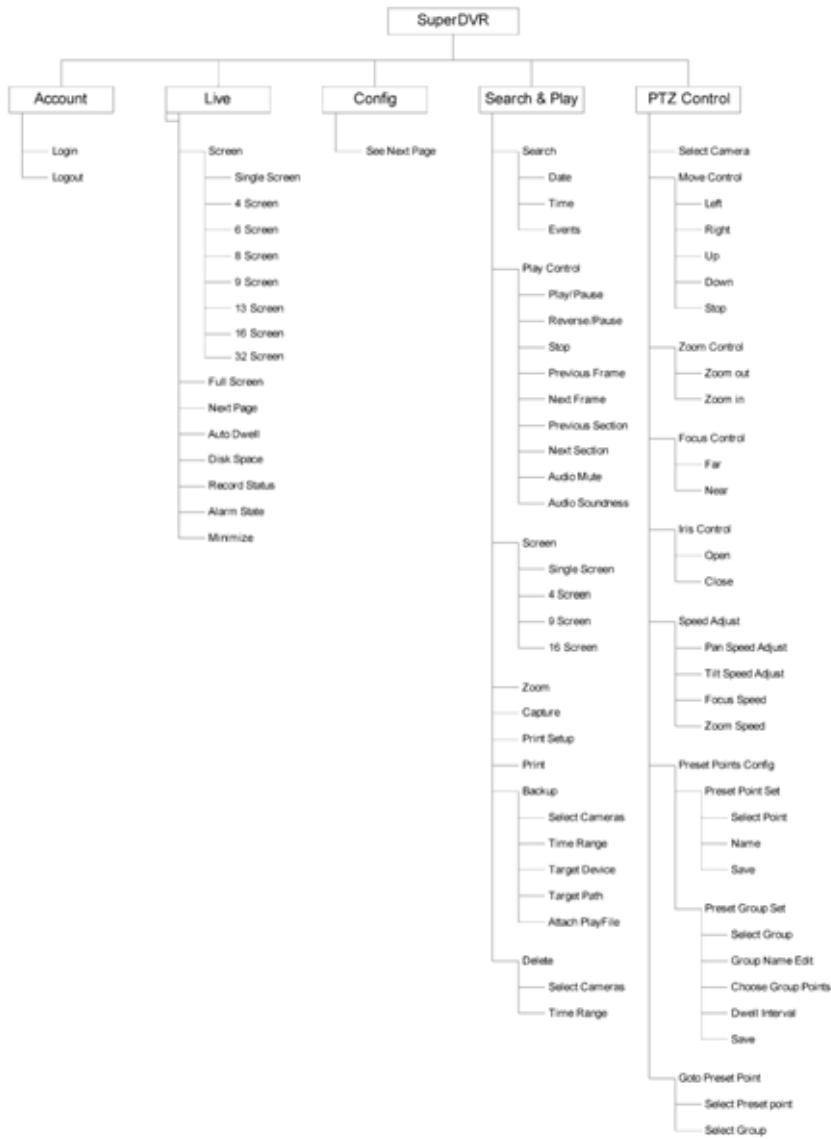 SuperDVR
Account
Login
Logout
Live
Screen
Single Screen
4 Screen
6 Screen
8 Screen
9 Screen
13 Screen
16 Screen
32 Screen
Full Screen
Next Page
Auto Dwell
Disk Space
Record Status
Alarm State
Minimize
Config
See Next Page
Search & Play
Search
Date
Time
Events
Play Control
Play/Pause
Reverse/Pause
Stop
Previous Frame
Next Frame
Previous Section
Next Section
Audio Mute
Audio Soundness
Screen
Single Screen
4 Screen
9 Screen
16 Screen
Zoom
Capture
Print Setup
Print
Backup
Select Cameras
Time Range
Target Device
Target Path
Attach Play/File
Delete
Select Cameras
Time Range
PTZ Control
Select Camera
Move Control
Left
Right
Up
Down
Stop
Zoom Control
Zoom out
Zoom in
Focus Control
Far
Near
Iris Control
Open
Close
Speed Adjust
Pan Speed Adjust
Tilt Speed Adjust
Focus Speed
Zoom Speed
Preset Points Config
Preset Point Set
Select Point
Name
Save
Preset Group Set
Select Group
Group Name Edit
Choose Group Points
Dwell Interval
Save
Goto Preset Point
Select Preset point
Select Group